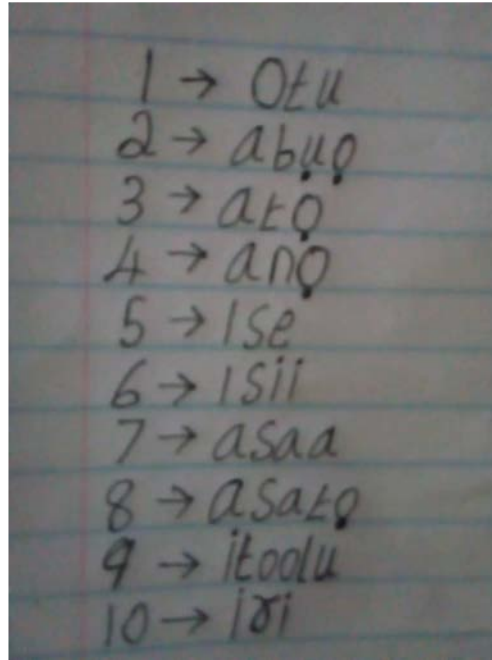 1 → Otu
2 → abụọ
3 → atọ
4 → anọ
5 → Ise
6 → Isii
7 → asaa
8 → asatọ
9 → itoolu
10 → iri